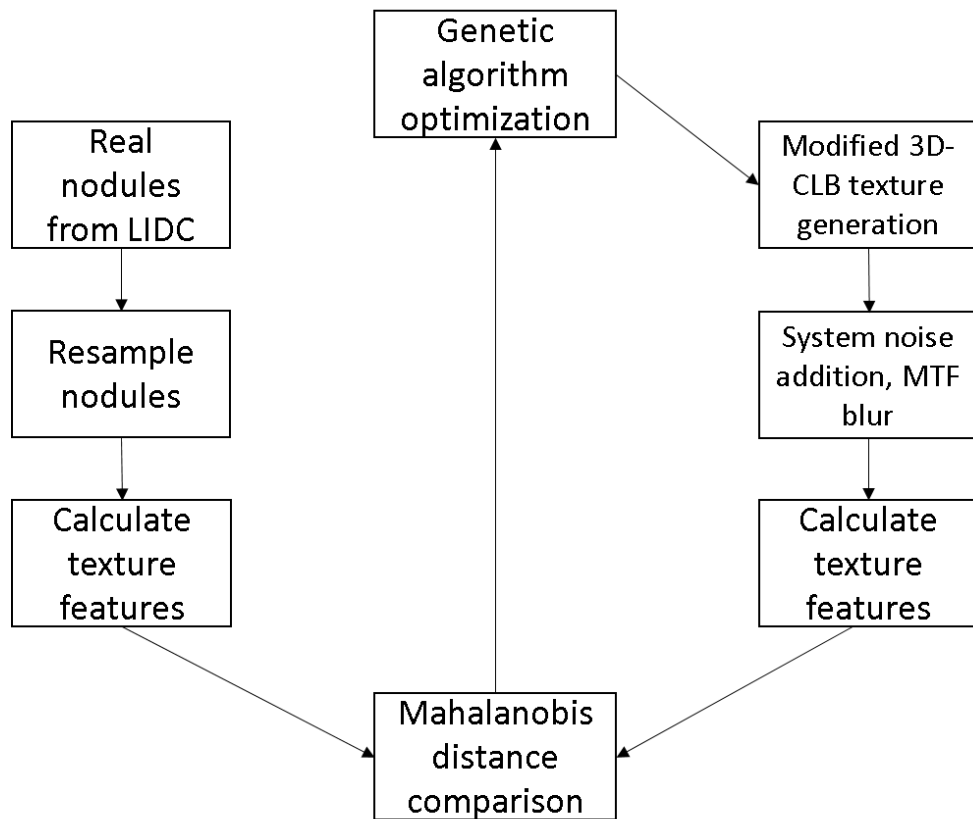 Genetic
algorithm
optimization
Real
nodules
from LIDC
Modified 3D-
CLB texture
generation
Resample
nodules
System noise
addition, MTF
blur
Calculate
texture
features
Calculate
texture
features
Mahalanobis
distance
comparison